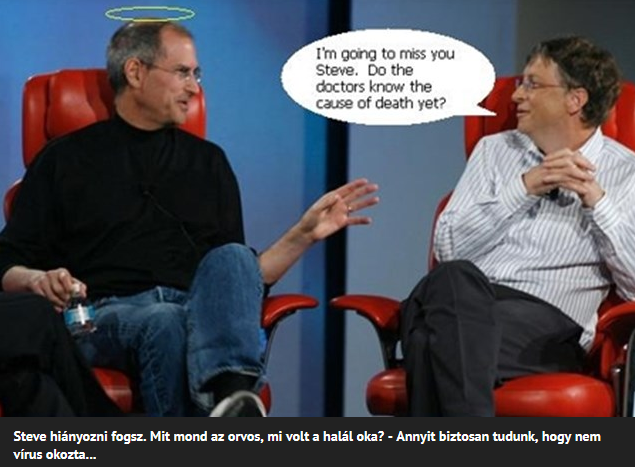 I'm going to miss you
Steve. Do the
doctors know the
cause of death yet?
Steve hiányozni fogsz. Mit mond az orvos, mi volt a halál oka? - Annyit biztosan tudunk, hogy nem
vírus okozta...